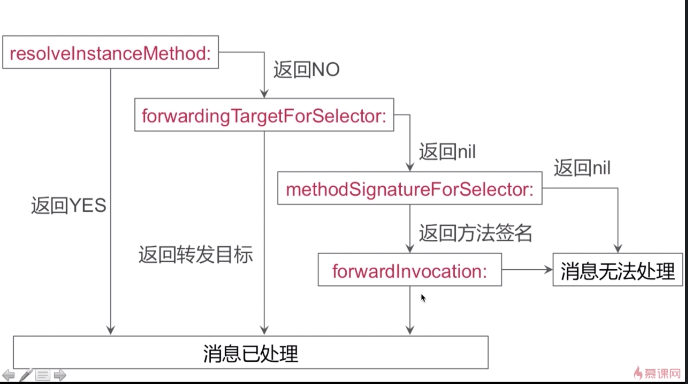 resolveInstanceMethod:
返回NO
forwardingTargetForSelector:
返回nil
返回nil
methodSignatureForSelector:
返回YES
返回方法签名
返回转发目标
forwardInvocation:
消息无法处理
消息已处理
慕课网